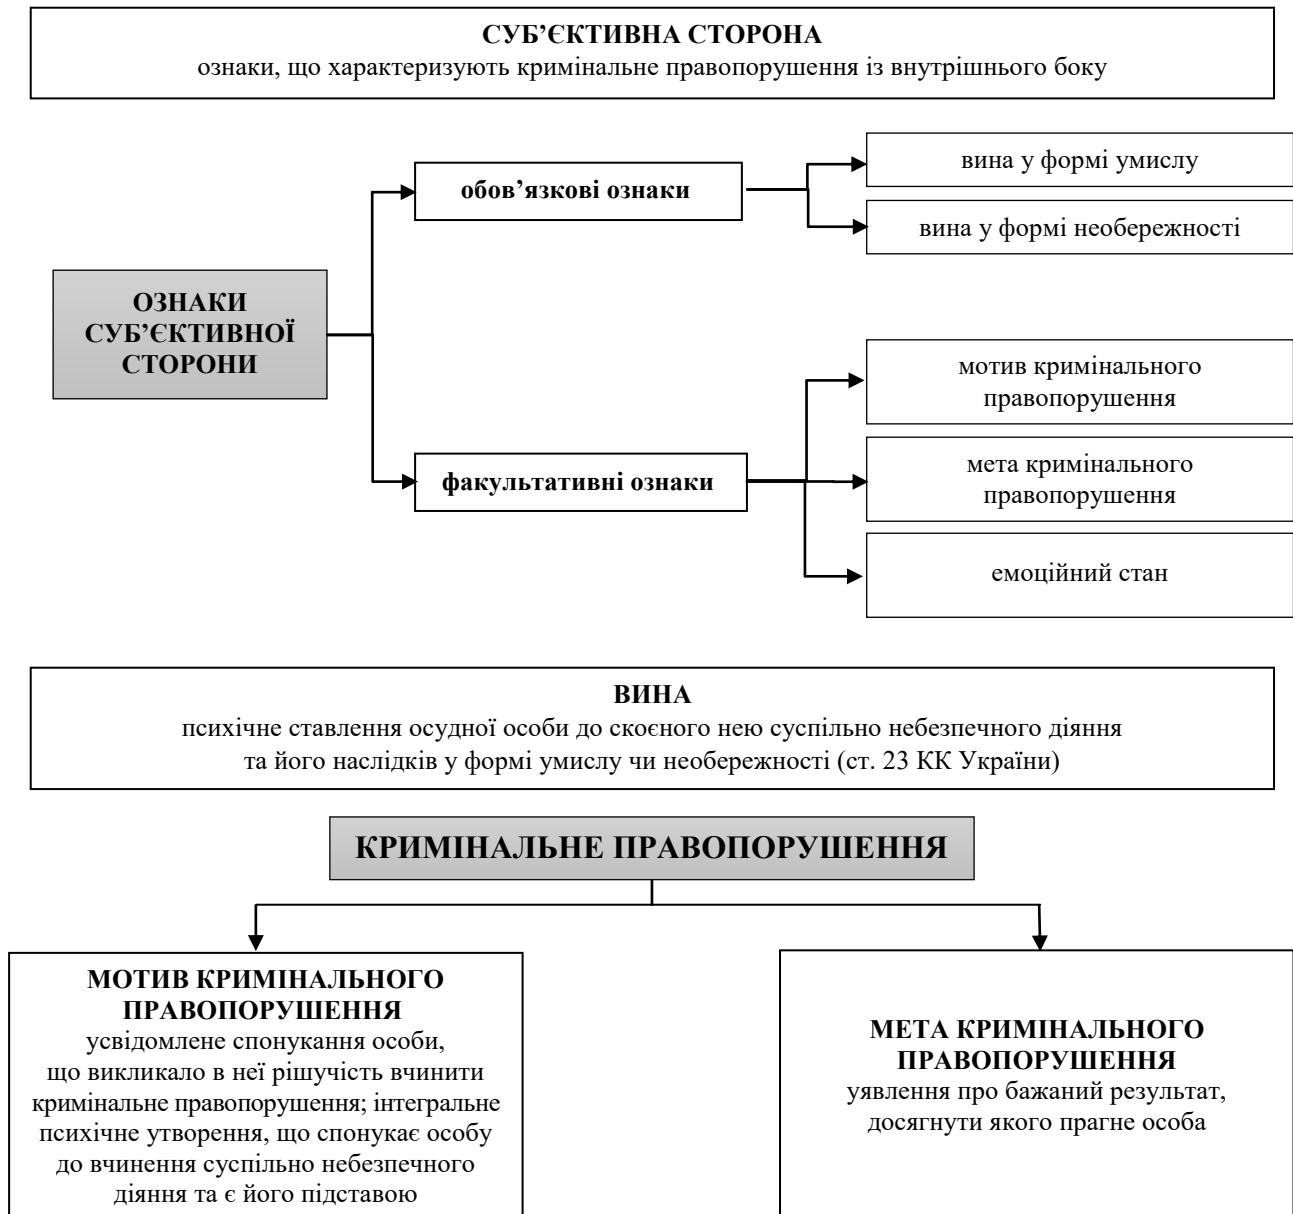 СУБ’ЄКТИВНА СТОРОНА
ознаки, що характеризують кримінальне правопорушення із внутрішнього боку
вина у формі умислу
обов’язкові ознаки
вина у формі необережності
ОЗНАКИ
СУБ’ЄКТИВНОЇ
СТОРОНИ
мотив кримінального
правопорушення
мета кримінального
правопорушення
факультативні ознаки
емоційний стан
ВИНА
психічне ставлення осудної особи до скоєного нею суспільно небезпечного діяння
та його наслідків у формі умислу чи необережності (ст. 23 КК України)
КРИМІНАЛЬНЕ ПРАВОПОРУШЕННЯ
МОТИВ КРИМІНАЛЬНОГО
ПРАВОПОРУШЕННЯ
усвідомлене спонукання особи,
що викликало в неї рішучість вчинити
кримінальне правопорушення; інтегральне
психічне утворення, що спонукає особу
до вчинення суспільно небезпечного
діяння та є його підставою
МЕТА КРИМІНАЛЬНОГО
ПРАВОПОРУШЕННЯ
уявлення про бажаний результат,
досягнути якого прагне особа